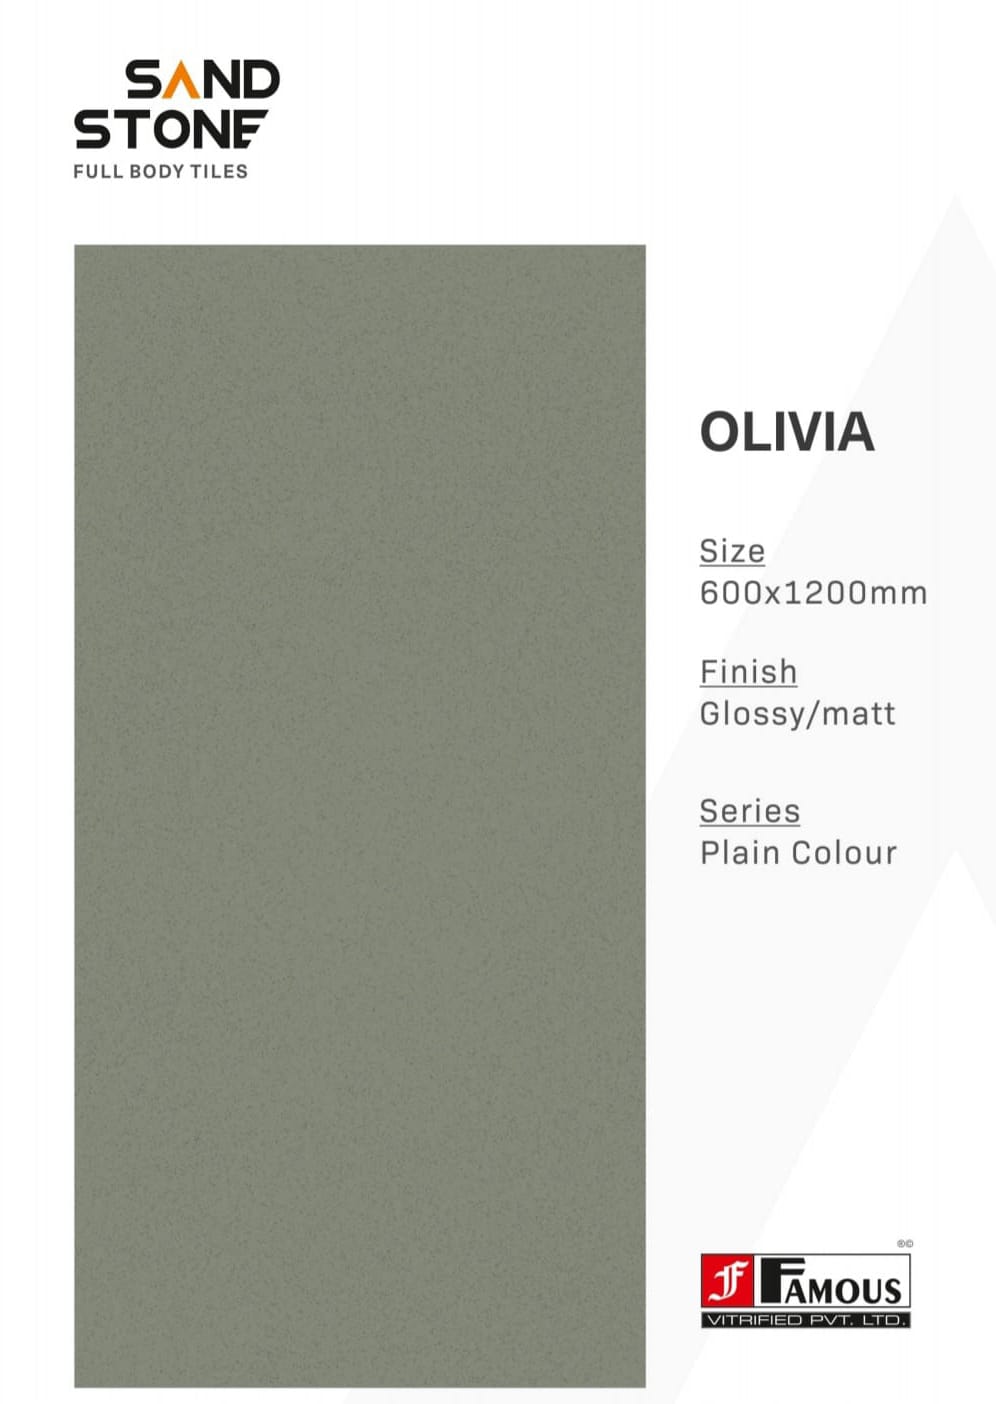 SAND
STONE
FULL BODY TILES
OLIVIA
Size
600x1200mm
Finish
Glossy/matt
Series
Plain Colour
®©
F FAMOUS
VITRIFIED PVT. LTD.